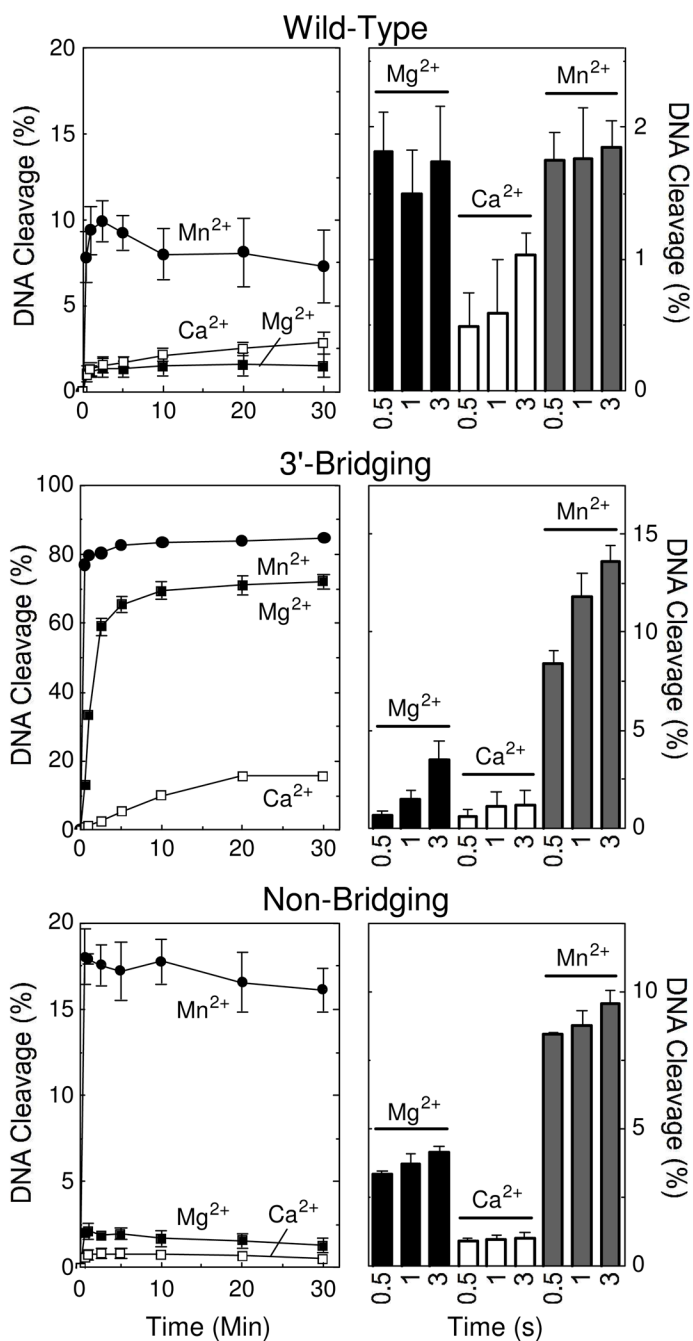 Wild-Type
DNA Cleavage (%)
20
15
10
5
0
Mn²⁺
Ca²⁺
Mg²⁺
0 10 20 30
Mg²⁺
Ca²⁺
Mn²⁺
2
1
0
DNA Cleavage (%)
0.5 1 3 0.5 1 3 0.5 1 3
3'-Bridging
DNA Cleavage (%)
100
80
60
40
20
0
Mn²⁺
Mg²⁺
Ca²⁺
0 10 20 30
Mg²⁺
Ca²⁺
Mn²⁺
15
10
5
0
DNA Cleavage (%)
0.5 1 3 0.5 1 3 0.5 1 3
Non-Bridging
DNA Cleavage (%)
20
15
10
5
0
Mn²⁺
Mg²⁺
Ca²⁺
0 10 20 30
Time (Min)
Mg²⁺
Ca²⁺
Mn²⁺
10
5
0
DNA Cleavage (%)
0.5 1 3 0.5 1 3 0.5 1 3
Time (s)